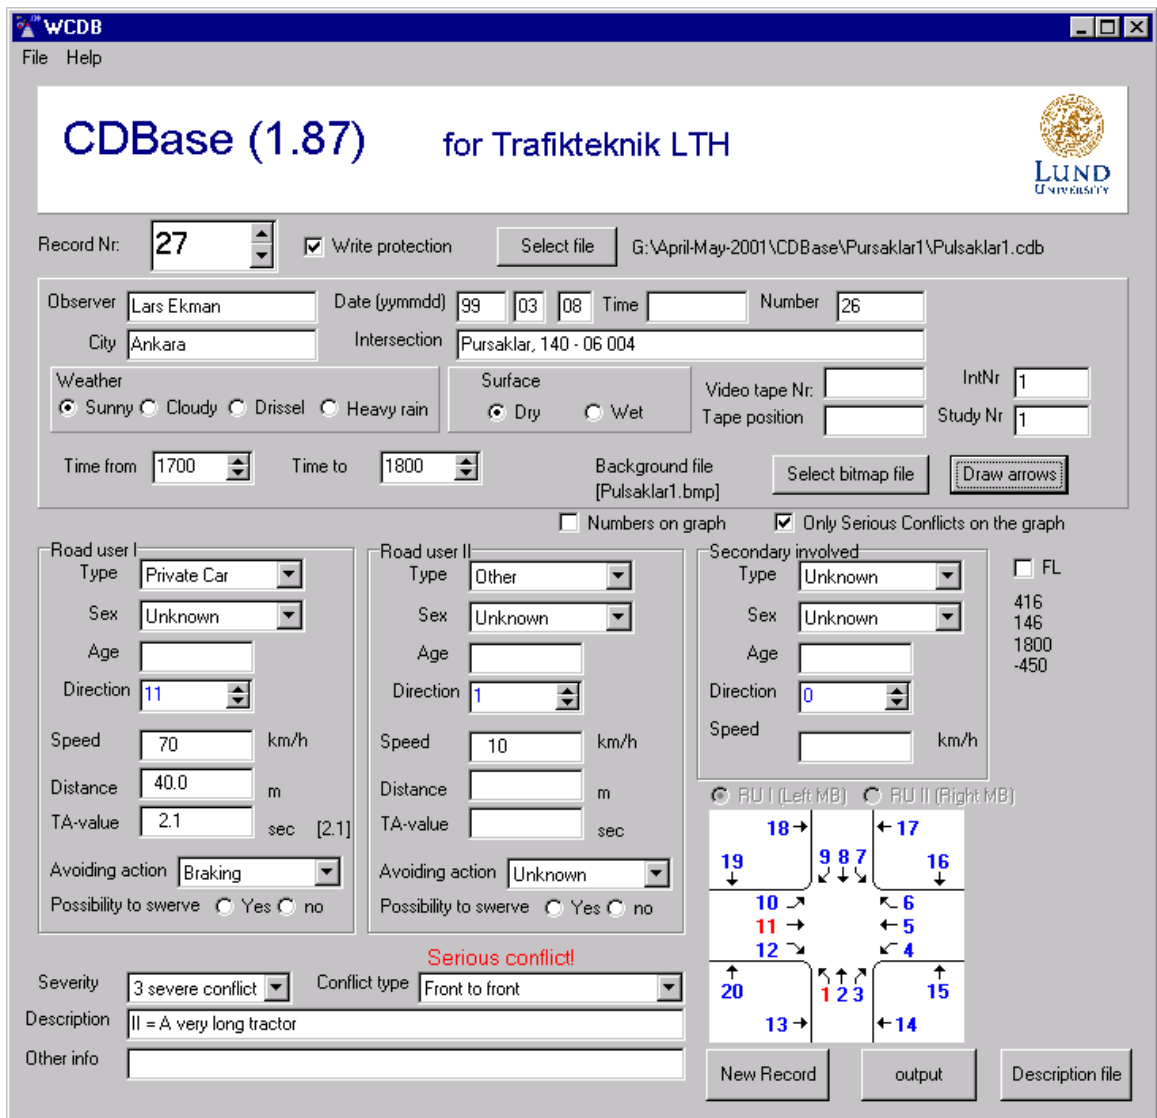 WCDB
File Help
CDBase (1.87) for Trafikteknik LTH
LUND
UNIVERSITY
Record Nr: 27 Write protection Select file G:\April-May-2001\CDBase\Pursaklar1\Pulsaklar1.cdb
Observer Lars Ekman Date (yymmdd) 99 03 08 Time Number 26
City Ankara Intersection Pursaklar, 140 - 06 004
Weather Surface Video tape Nr: IntNr 1
Sunny Cloudy Drissel Heavy rain Dry Wet Tape position Study Nr 1
Time from 1700 Time to 1800 Background file Select bitmap file Draw arrows
[Pulsaklar1.bmp]
Numbers on graph Only Serious Conflicts on the graph
Road user I
Type Private Car
Sex Unknown
Age
Direction 11
Speed 70 km/h
Distance 40.0 m
TA-value 2.1 sec [2.1]
Avoiding action Braking
Possibility to swerve Yes no
Road user II
Type Other
Sex Unknown
Age
Direction 1
Speed 10 km/h
Distance m
TA-value sec
Avoiding action Unknown
Possibility to swerve Yes no
Secondary involved
Type Unknown
Sex Unknown
Age
Direction 0
Speed km/h
FL
416
146
1800
-450
RU I (Left MB) RU II (Right MB)
18 17
19 9 8 7 16
10 6
11 5
12 4
20 1 2 3 15
13 14
Serious conflict!
Severity 3 severe conflict Conflict type Front to front
Description II = A very long tractor
Other info
New Record output Description file